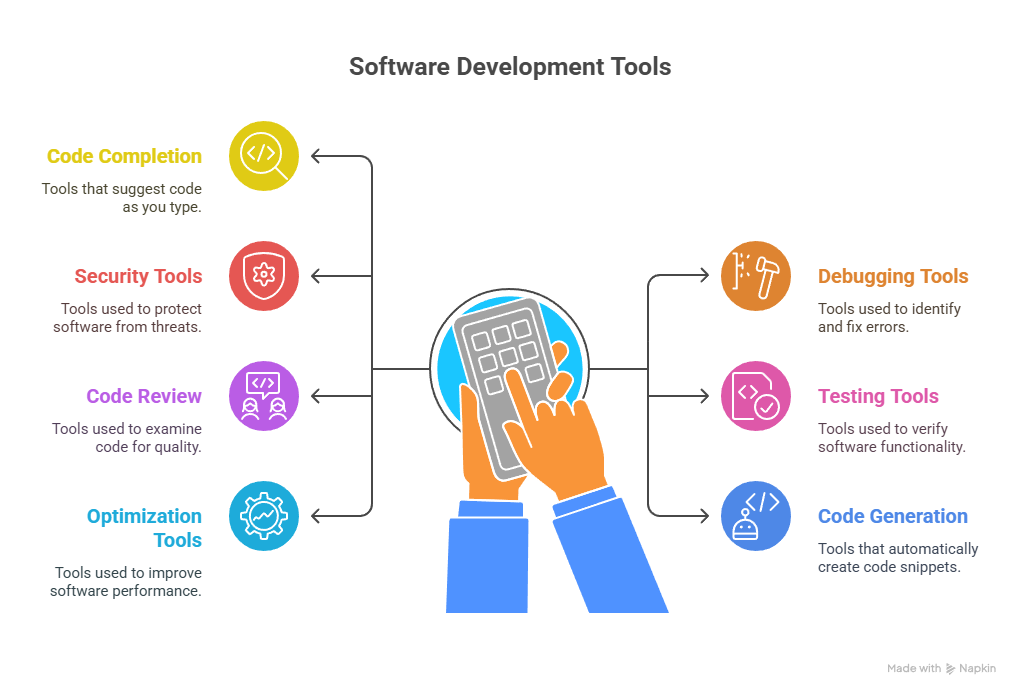 Software Development Tools
Code Completion
Tools that suggest code
as you type.
Security Tools
Tools used to protect
software from threats.
Code Review
Tools used to examine
code for quality.
Optimization
Tools
Tools used to improve
software performance.
Debugging Tools
Tools used to identify
and fix errors.
Testing Tools
Tools used to verify
software functionality.
Code Generation
Tools that automatically
create code snippets.
Made with Napkin